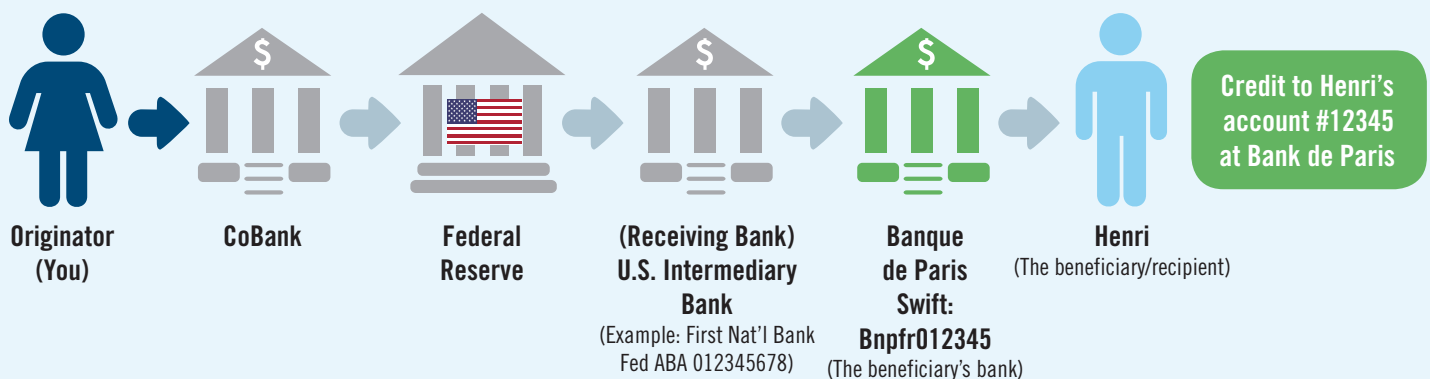 $
$
$
Credit to Henri's
account #12345
at Bank de Paris
Originator
(You)
CoBank
Federal
Reserve
(Receiving Bank)
U.S. Intermediary
Bank
(Example: First Nat'l Bank
Fed ABA 012345678)
Banque
de Paris
Swift:
Bnpfr012345
(The beneficiary's bank)
Henri
(The beneficiary/recipient)